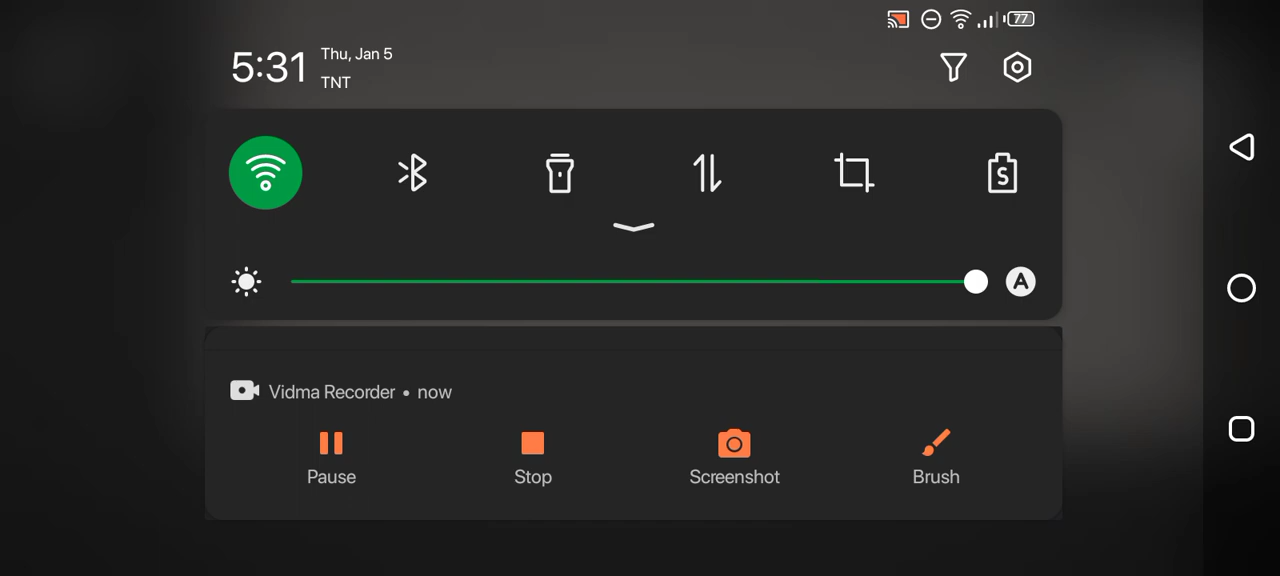 77
5:31
Thu, Jan 5
TNT
S
A
Vidma Recorder • now
Pause
Stop
Screenshot
Brush